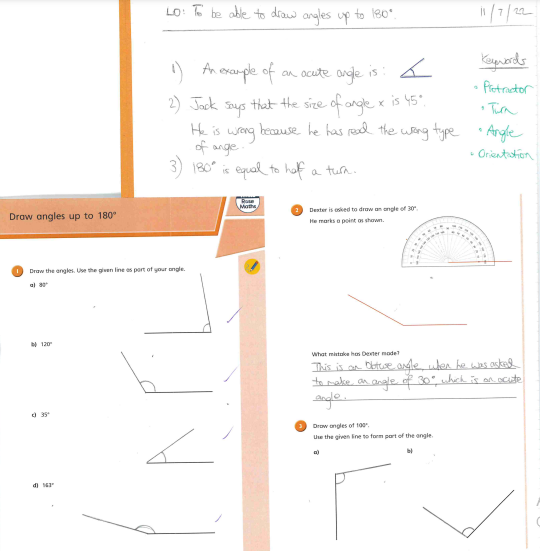 LO: To be able to draw angles up to 180°.
11/7/22
1) An example of an acute angle is:
2) Jack says that the size of angle x is 45°.
He is wrong because he has read the wrong type
of ange.
3) 180° is equal to half a turn.
Keywords
• Protractor
• Turn
• Angle
• Orientation
Draw angles up to 180°
Rose
Maths
1 Draw the angles. Use the given line as part of your angle.
a) 80°
b) 120°
c) 35°
d) 163°
2 Dexter is asked to draw an angle of 30°.
He marks a point as shown.
What mistake has Dexter made?
This is an Obtuse angle, when he was asked
to make an angle of 30°, which is an acute
angle.
3 Draw angles of 100°.
Use the given line to form part of the angle.
a)
b)